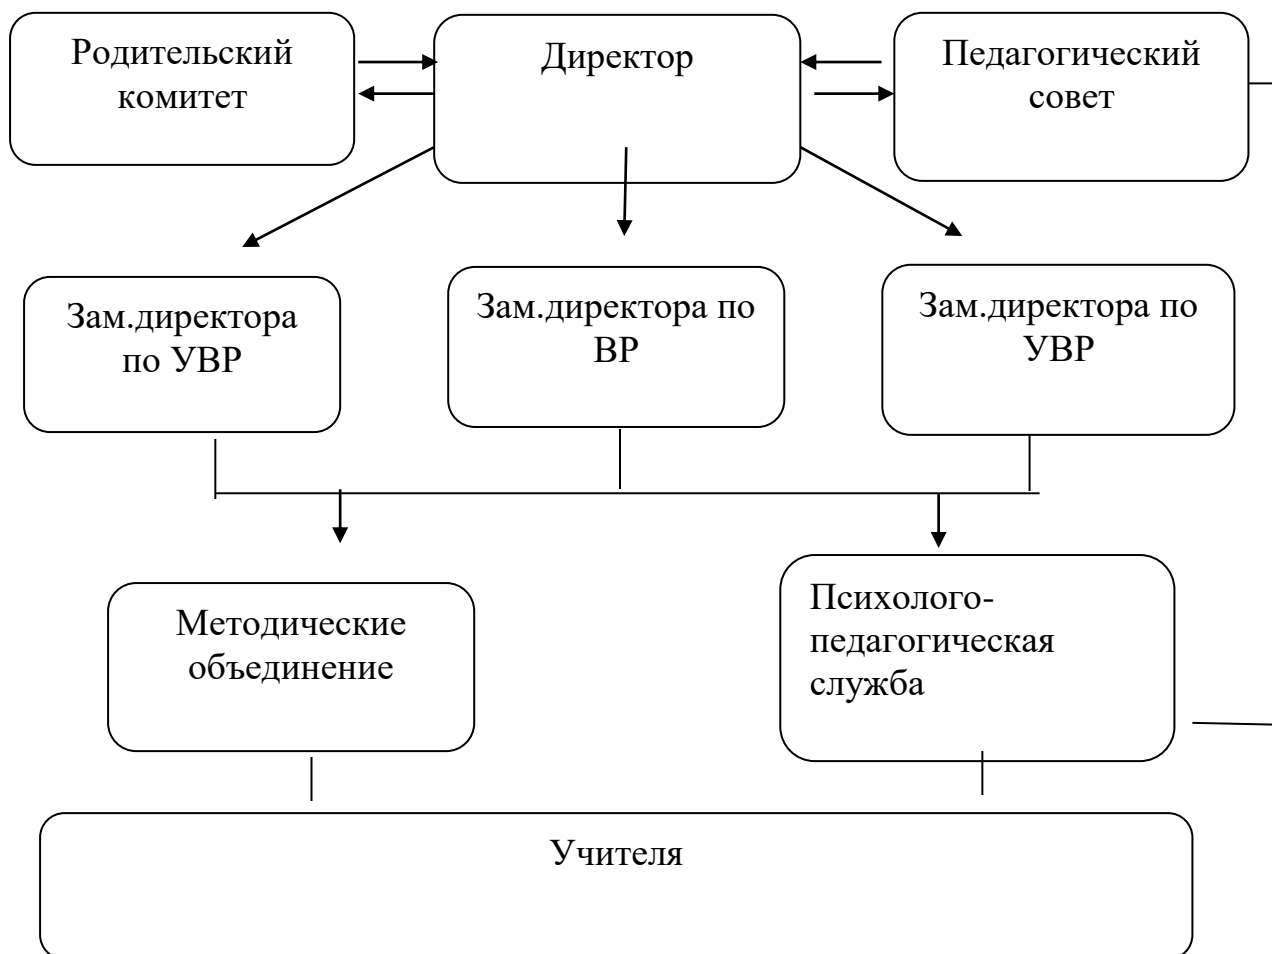 Родительский
комитет
Директор
Педагогический
совет
Зам.директора
по УВР
Зам.директора по
ВР
Зам.директора по
УВР
Методические
объединение
Психолого-
педагогическая
служба
Учителя